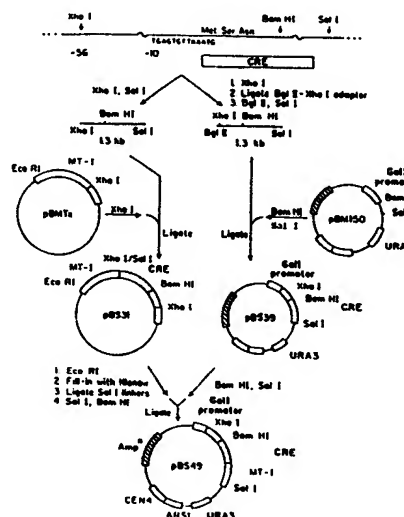 Xho I
Bam HI
Sal I
Met Ser Asn
-56
-10
CRE
Xho I, Sal I
1. Xho I
2. Ligate Bgl II-Xho I adaptor
3. Bgl II, Sal I
Bam HI
Xho I
Sal I
1.3 kb
Xho I
Bam HI
Bgl II
Sal I
1.3 kb
Eco RI
MT-I
Xho I
pBMTx
Xho I
Ligate
Ligate
Bam HI
Sal I
Gal1
promoter
Bam
Sal
pBM150
URA
MT-I
Xho I/Sal I
CRE
Eco RI
Bam HI
Xho I
pBS31
Gal1
promoter
Xho I
Bam HI
CRE
Sal I
pBS39
URA3
1 Eco RI
2 Fill-in with Klenow
3 Ligate Sal I linkers
4 Sal I, Bam HI
Bam HI, Sal I
Ligate
Gal1
promoter
Xho I
Bam HI
CRE
Amp R
pBS49
MT-I
Sal I
CEN4
ARS1
URA3